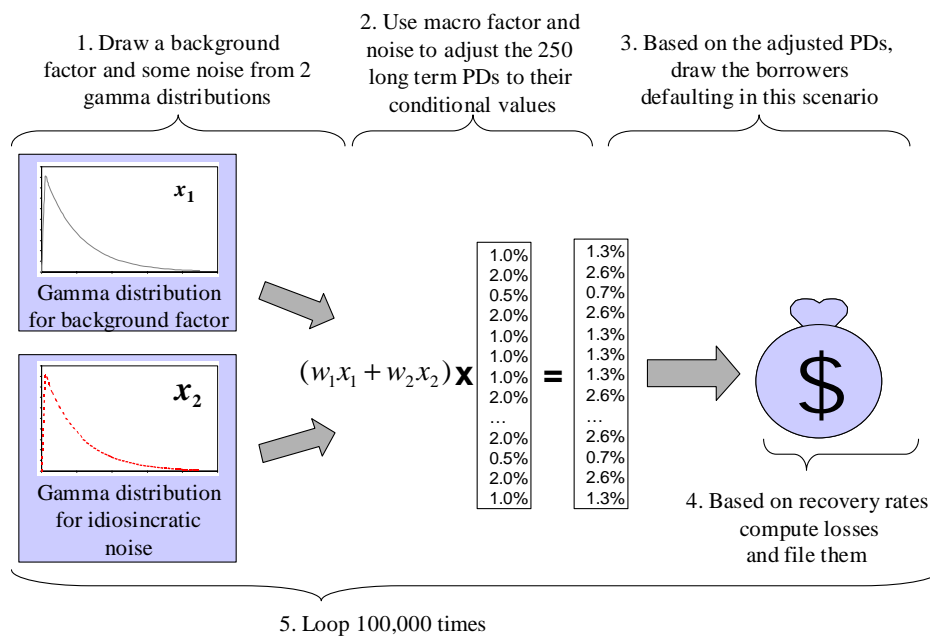 1. Draw a background
factor and some noise from 2
gamma distributions
2. Use macro factor and
noise to adjust the 250
long term PDs to their
conditional values
3. Based on the adjusted PDs,
draw the borrowers
defaulting in this scenario
x₁
Gamma distribution
for background factor
x₂
Gamma distribution
for idiosincratic
noise
(w₁x₁ + w₂x₂) X
1.0%
2.0%
0.5%
2.0%
1.0%
1.0%
1.0%
2.0%
...
2.0%
0.5%
2.0%
1.0%
=
1.3%
2.6%
0.7%
2.6%
1.3%
1.3%
1.3%
2.6%
...
2.6%
0.7%
2.6%
1.3%
$
4. Based on recovery rates
compute losses
and file them
5. Loop 100,000 times